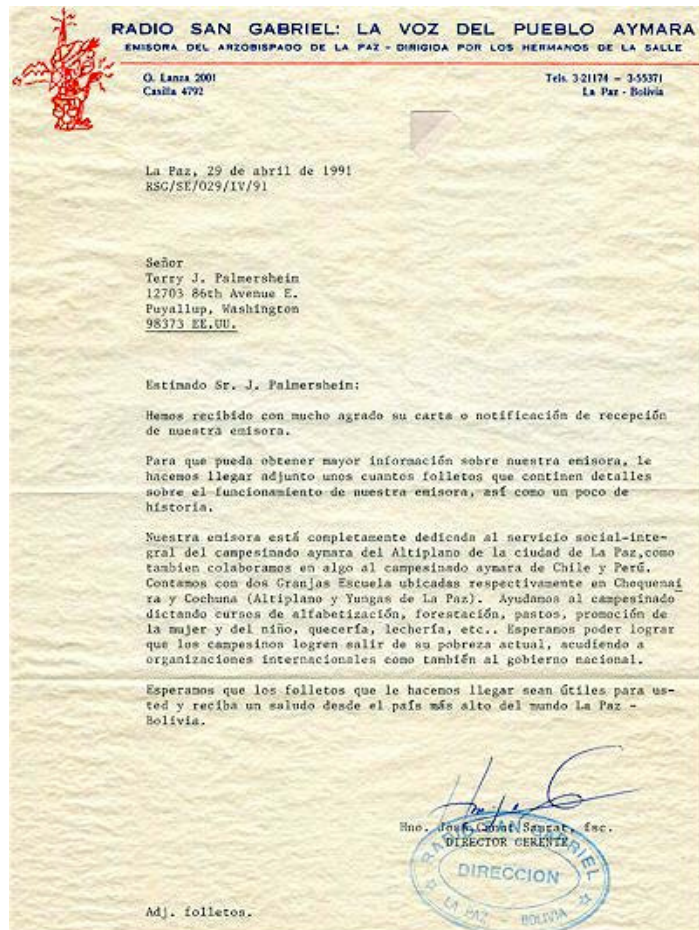 RADIO SAN GABRIEL: LA VOZ DEL PUEBLO AYMARA
EMISORA DEL ARZOBISPADO DE LA PAZ - DIRIGIDA POR LOS HERMANOS DE LA SALLE
G. Lanza 2001
Casilla 4792
Tels. 3-21174 - 3-55371
La Paz - Bolivia
La Paz, 29 de abril de 1991
RSG/SE/029/IV/91
Señor
Terry J. Palmersheim
12703 86th Avenue E.
Puyallup, Washington
98373 EE.UU.
Estimado Sr. J. Palmersheim:
Hemos recibido con mucho agrado su carta o notificación de recepción
de nuestra emisora.
Para que pueda obtener mayor información sobre nuestra emisora, le
hacemos llegar adjunto unos cuantos folletos que continen detalles
sobre el funcionamiento de nuestra emisora, así como un poco de
historia.
Nuestra emisora está completamente dedicada al servicio social-inte-
gral del campesinado aymara del Altiplano de la ciudad de La Paz,como
tambien colaboramos en algo al campesinado aymara de Chile y Perú.
Contamos con dos Granjas Escuela ubicadas respectivamente en Choquenai
ra y Cochuna (Altiplano y Yungas de La Paz). Ayudamos al campesinado
dictando cursos de alfabetización, forestación, pastos, promoción de
la mujer y del niño, quecería, lechería, etc.. Esperamos poder lograr
que los campesinos logren salir de su pobreza actual, acudiendo a
organizaciones internacionales como también al gobierno nacional.
Esperamos que los folletos que le hacemos llegar sean útiles para us-
ted y reciba un saludo desde el país más alto del mundo La Paz -
Bolivia.
Hno. José Canut Saurat, fsc.
DIRECTOR GERENTE
RADIO SAN GABRIEL
DIRECCION
LA PAZ - BOLIVIA
Adj. folletos.